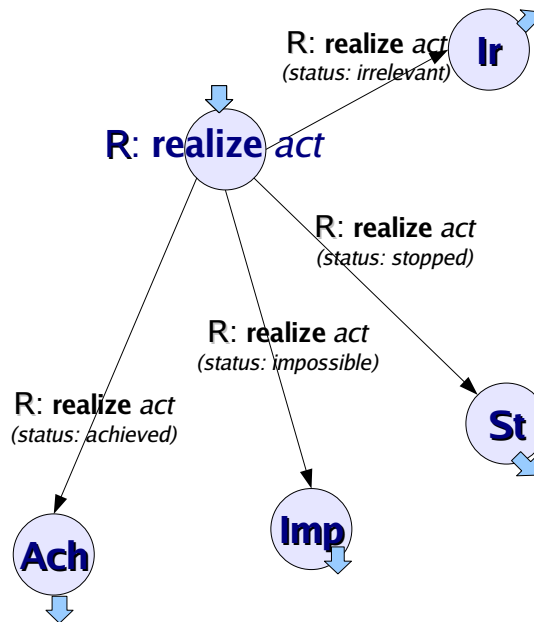 R: realize act
(status: irrelevant)
Ir
R: realize act
R: realize act
(status: stopped)
R: realize act
(status: impossible)
R: realize act
(status: achieved)
St
Imp
Ach